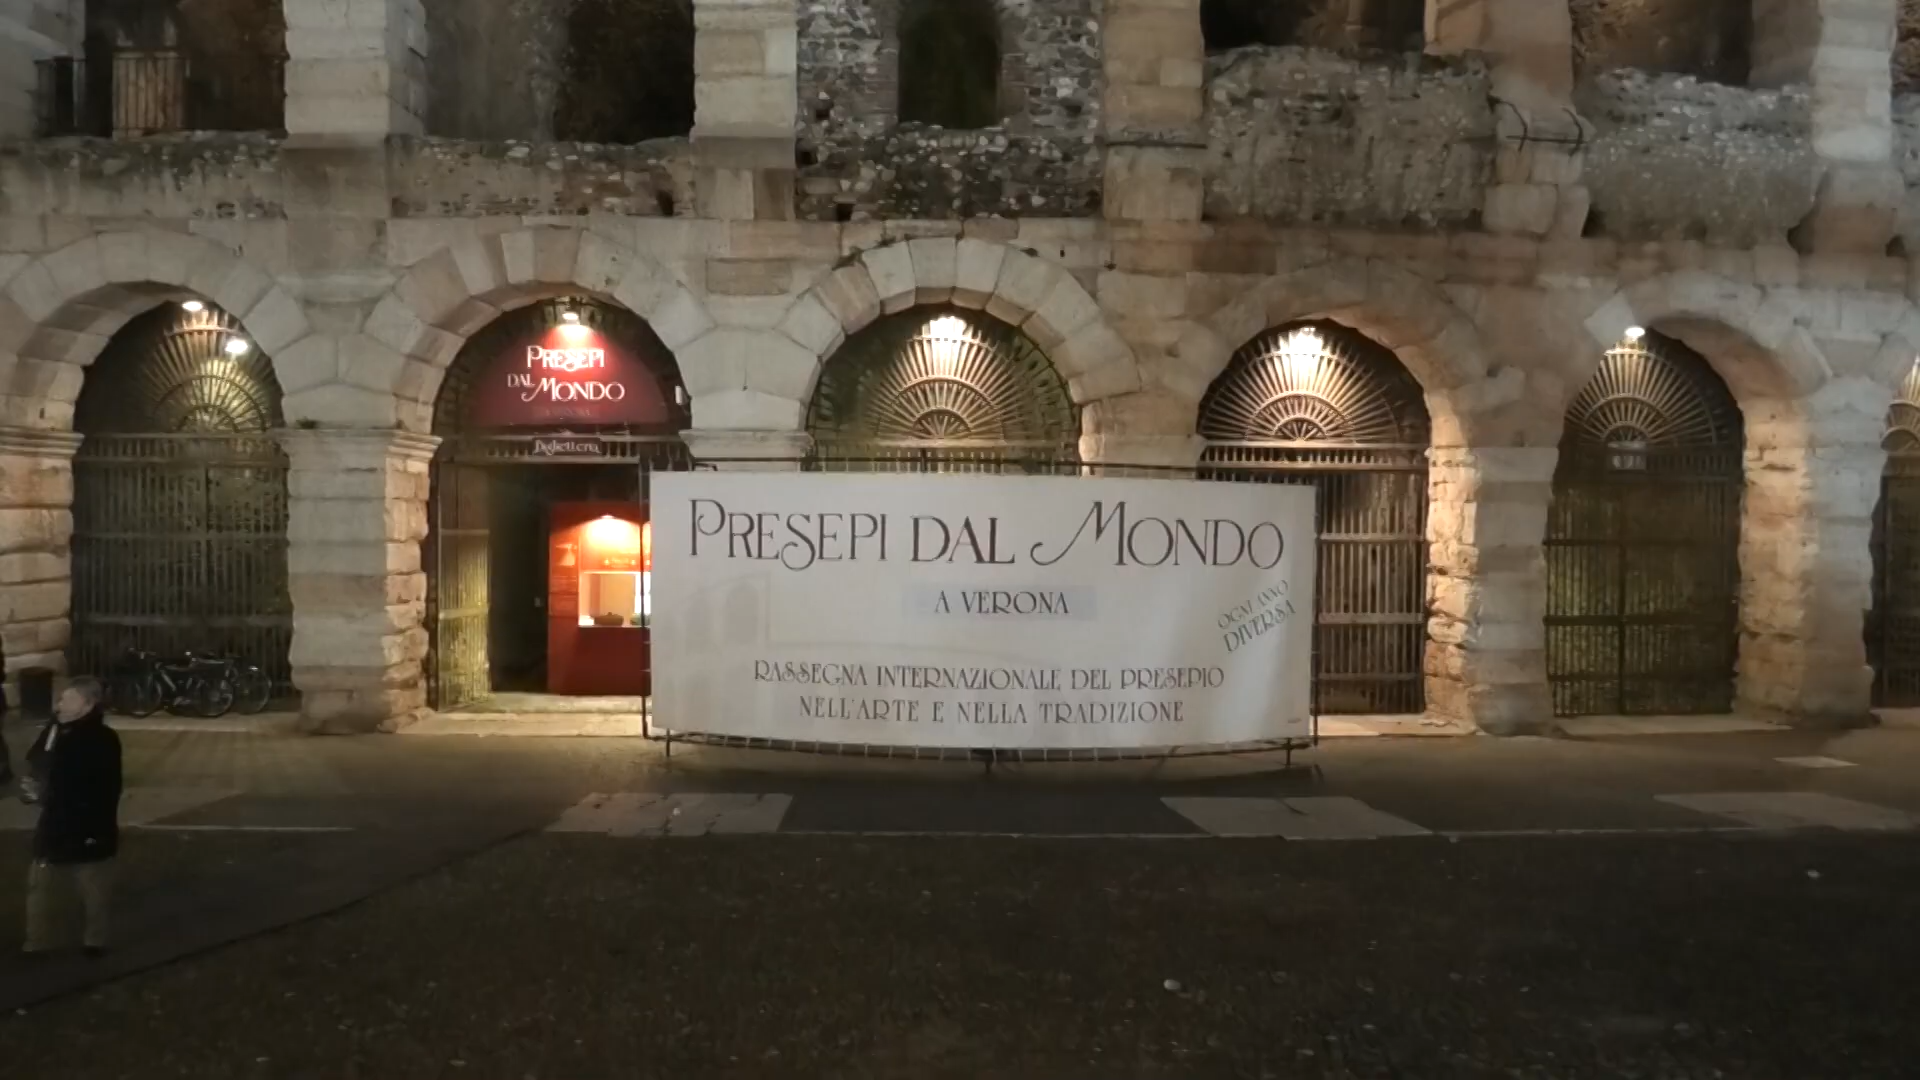 PRESEPI
DAL MONDO
Biglietteria
PRESEPI DAL MONDO
A VERONA
OGNI ANNO
DIVERSA
RASSEGNA INTERNAZIONALE DEL PRESEPIO
NELL'ARTE E NELLA TRADIZIONE